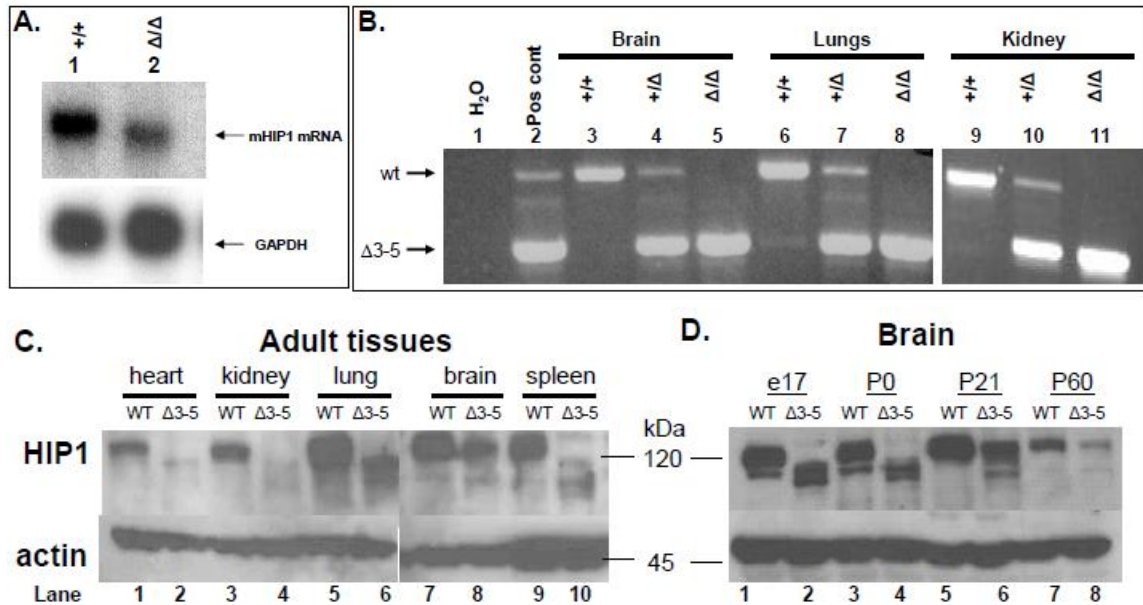 A.
+/+ Δ/Δ
1 2
mHIP1 mRNA
GAPDH
B.
Brain Lungs Kidney
H₂O Pos cont +/+ +/Δ Δ/Δ +/+ +/Δ Δ/Δ +/+ +/Δ Δ/Δ
1 2 3 4 5 6 7 8 9 10 11
wt
Δ3-5
C. Adult tissues
heart kidney lung brain spleen
WT Δ3-5 WT Δ3-5 WT Δ3-5 WT Δ3-5 WT Δ3-5
HIP1
actin
Lane 1 2 3 4 5 6 7 8 9 10
kDa
120
45
D. Brain
e17 P0 P21 P60
WT Δ3-5 WT Δ3-5 WT Δ3-5 WT Δ3-5
1 2 3 4 5 6 7 8